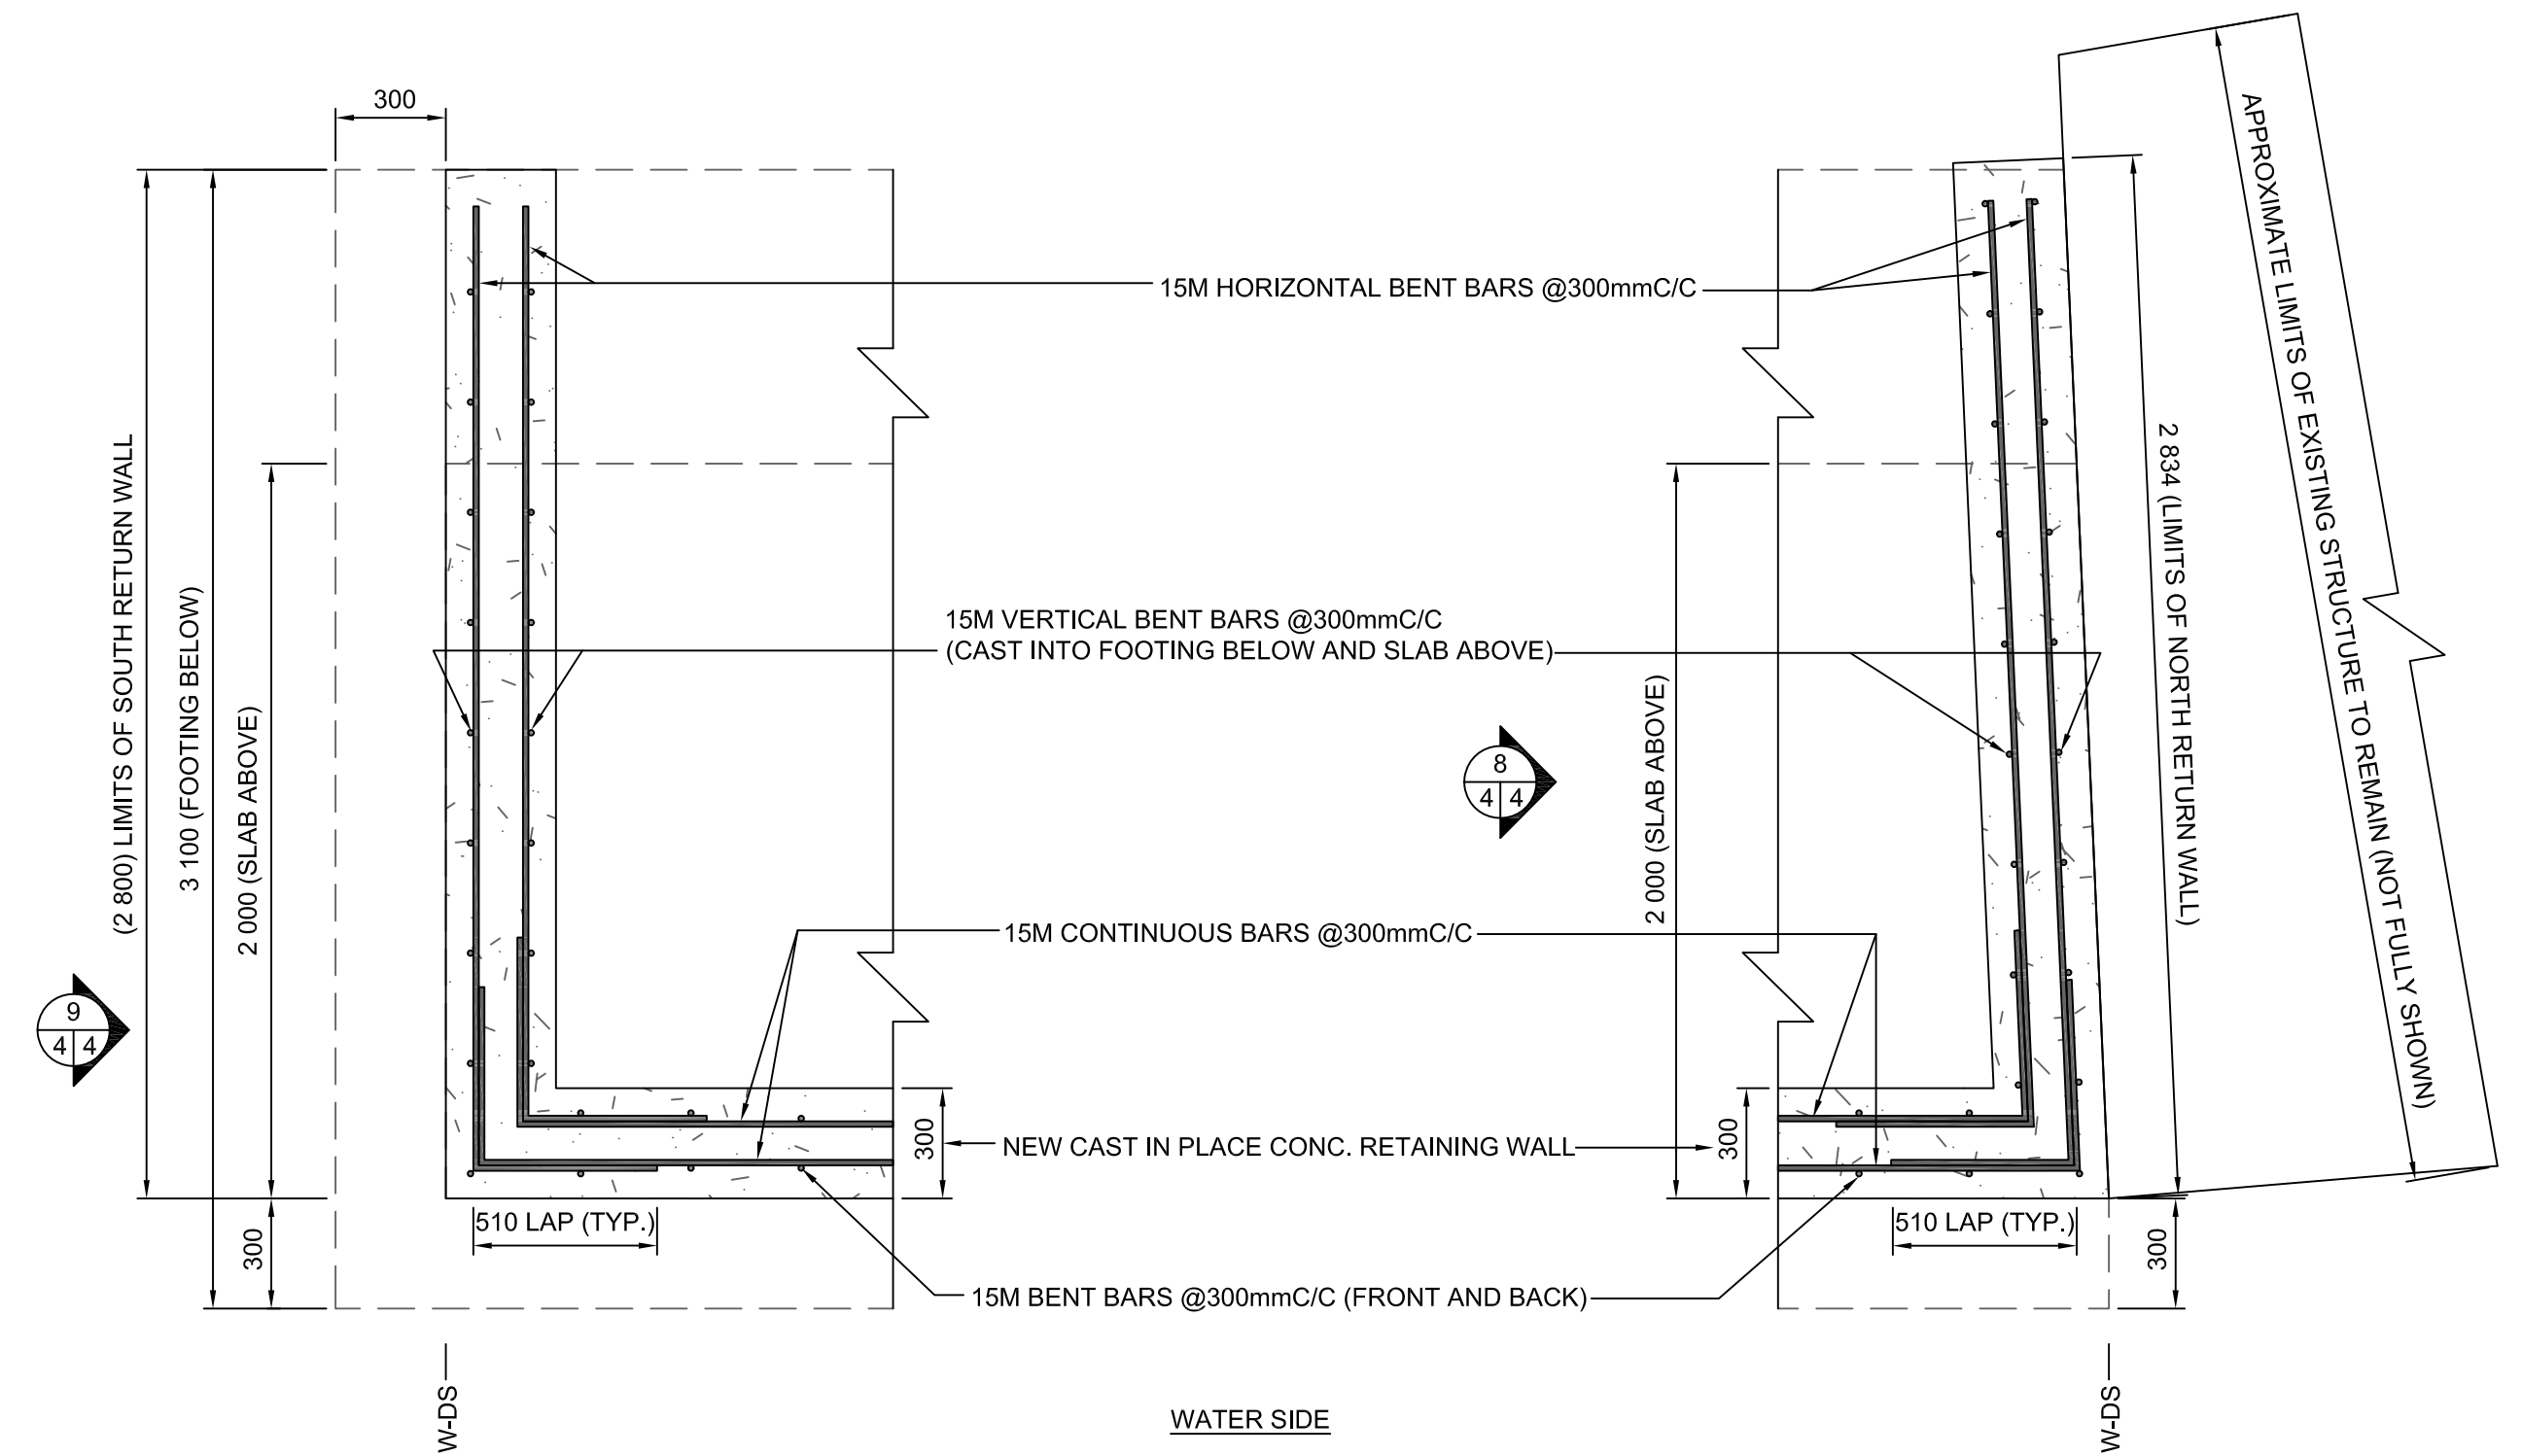 300
15M HORIZONTAL BENT BARS @300mmC/C
APPROXIMATE LIMITS OF EXISTING STRUCTURE TO REMAIN (NOT FULLY SHOWN)
(2 800) LIMITS OF SOUTH RETURN WALL
3 100 (FOOTING BELOW)
2 000 (SLAB ABOVE)
15M VERTICAL BENT BARS @300mmC/C
(CAST INTO FOOTING BELOW AND SLAB ABOVE)
2 000 (SLAB ABOVE)
2 834 (LIMITS OF NORTH RETURN WALL)
8
4 4
15M CONTINUOUS BARS @300mmC/C
9
4 4
300
NEW CAST IN PLACE CONC. RETAINING WALL
300
510 LAP (TYP.)
510 LAP (TYP.)
300
300
15M BENT BARS @300mmC/C (FRONT AND BACK)
W-DS
WATER SIDE
W-DS